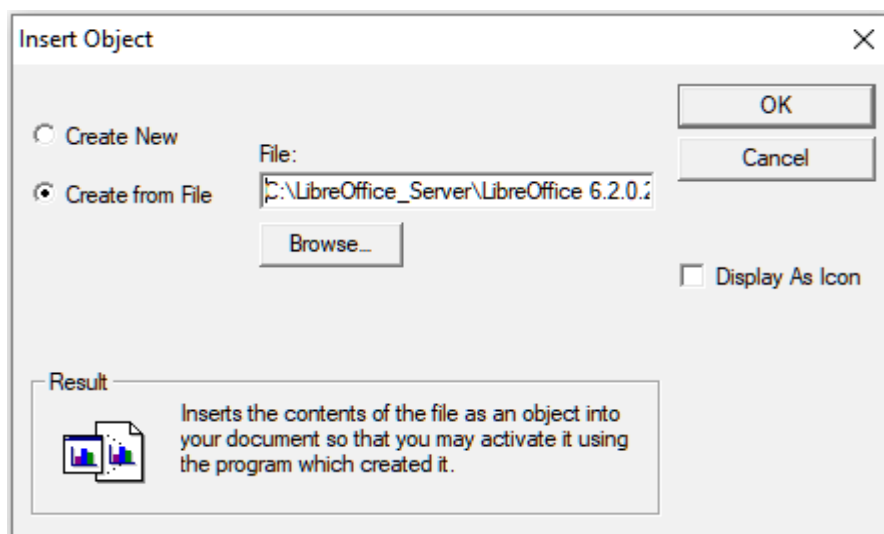 Insert Object
OK
Create New
File:
Cancel
Create from File
C:\LibreOffice_Server\LibreOffice 6.2.0.2
Browse...
Display As Icon
Result
Inserts the contents of the file as an object into
your document so that you may activate it using
the program which created it.